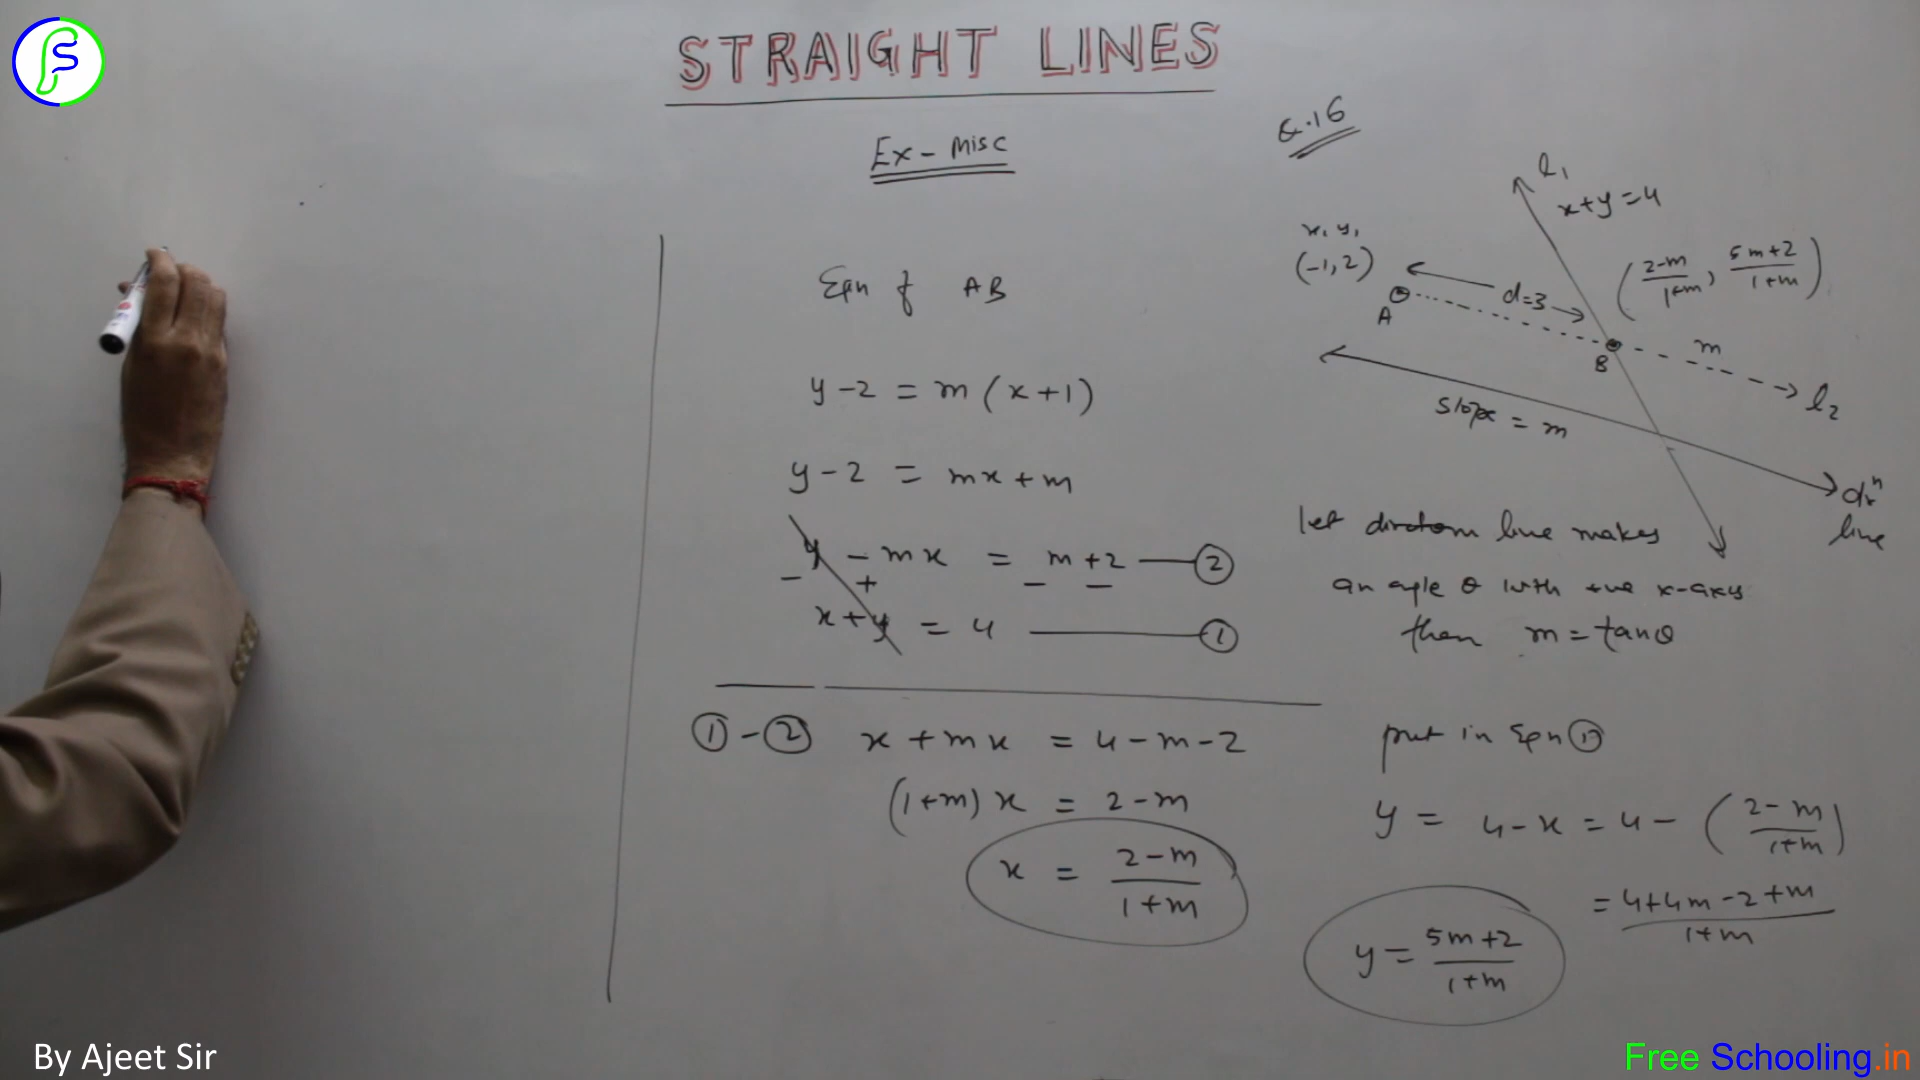 STRAIGHT LINES
Ex - Misc
Eqn of AB
y - 2 = m (x + 1)
y - 2 = mx + m
y - mx = m + 2 — ②
− + − −
x + y = 4 — ①
① - ② x + mx = 4 - m - 2
(1+m) x = 2 - m
x = (2 - m)/(1 + m)
Q.16
l₁
x + y = 4
x₁ y₁
(-1, 2)
((2-m)/(1+m), (5m+2)/(1+m))
d = 3
A
B
m
l₂
slope = m
drⁿ
line
let line makes
an angle θ with +ve x-axis
then m = tanθ
put in Eqn ①
y = 4 - x = 4 - ((2 - m)/(1+m))
= (4 + 4m - 2 + m)/(1+m)
y = (5m + 2)/(1+m)
By Ajeet Sir
Free Schooling.in